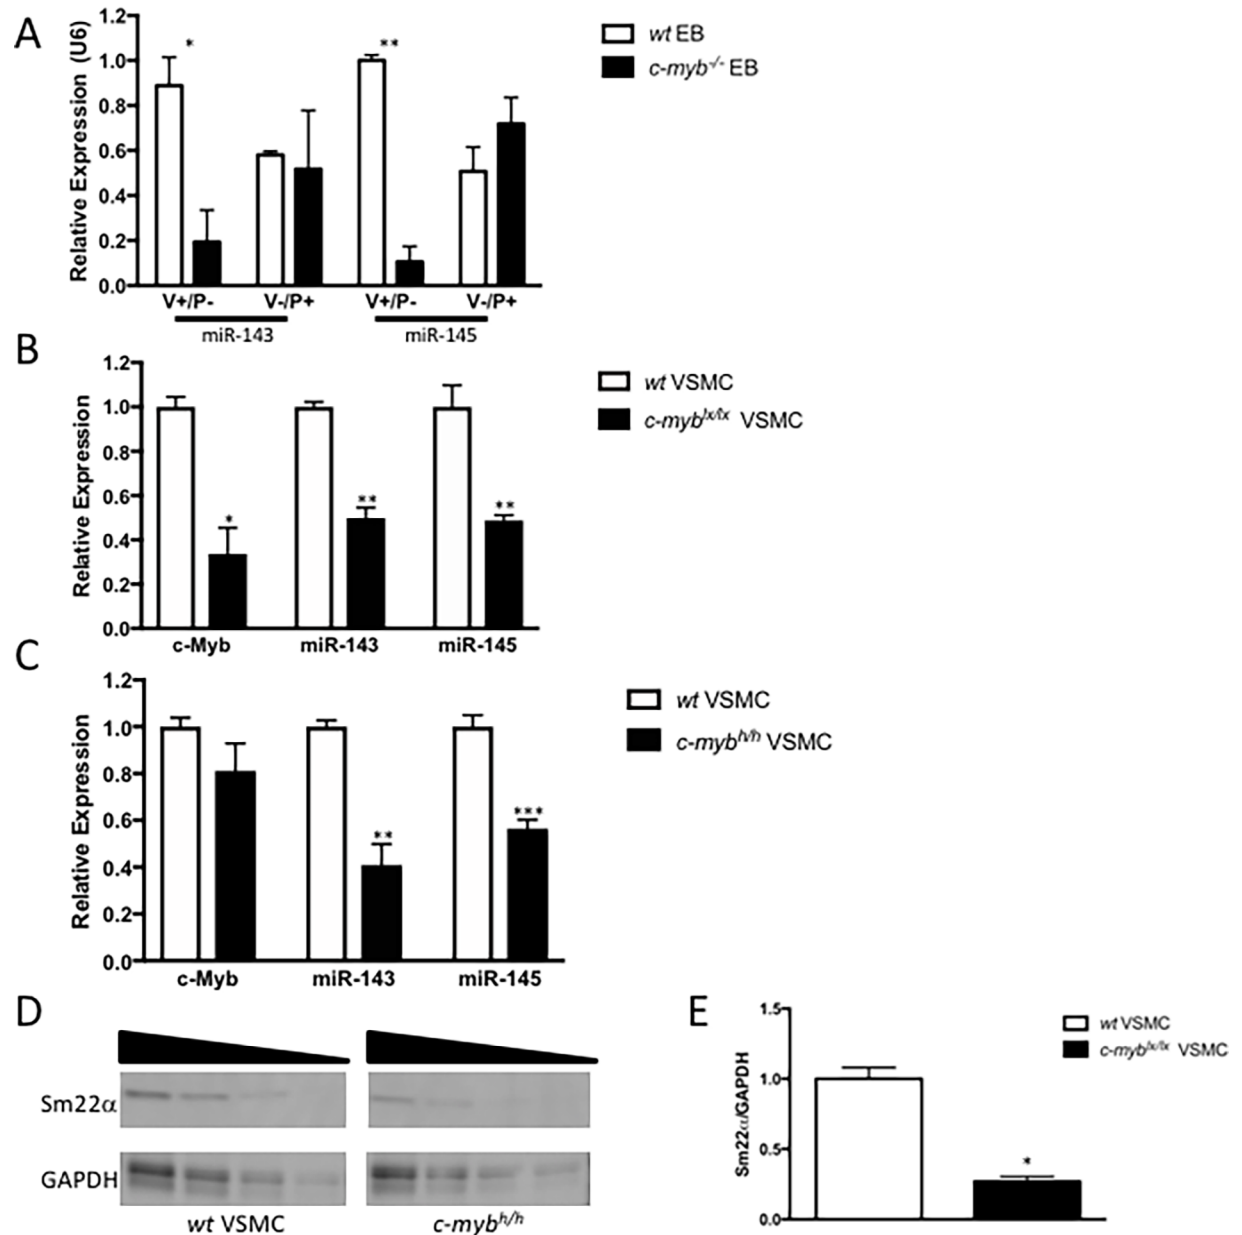 A
Relative Expression (U6)
1.2
1.0
0.8
0.6
0.4
0.2
0.0
*
**
V+/P- V-/P+ V+/P- V-/P+
miR-143 miR-145
wt EB
c-myb-/- EB
B
Relative Expression
1.2
1.0
0.8
0.6
0.4
0.2
0.0
*
**
**
c-Myb miR-143 miR-145
wt VSMC
c-myblx/lx VSMC
C
Relative Expression
1.2
1.0
0.8
0.6
0.4
0.2
0.0
**
***
c-Myb miR-143 miR-145
wt VSMC
c-mybh/h VSMC
D
Sm22α
GAPDH
wt VSMC c-mybh/h
E
Sm22α/GAPDH
1.5
1.0
0.5
0.0
*
wt VSMC
c-myblx/lx VSMC